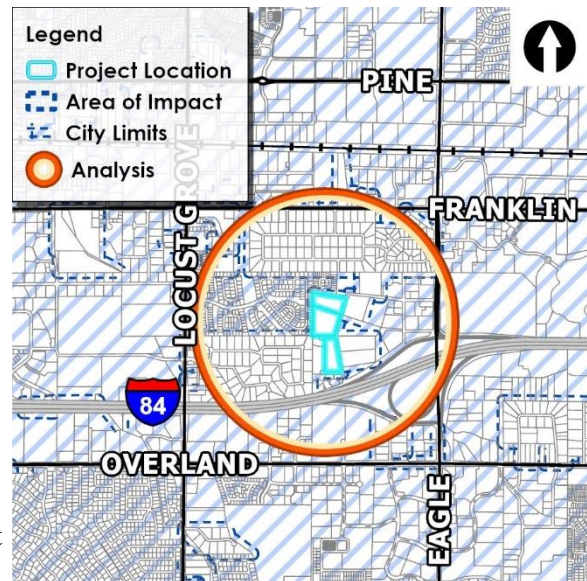 Legend
Project Location
Area of Impact
City Limits
Analysis
PINE
LOCUST GROVE
FRANKLIN
84
OVERLAND
EAGLE
t